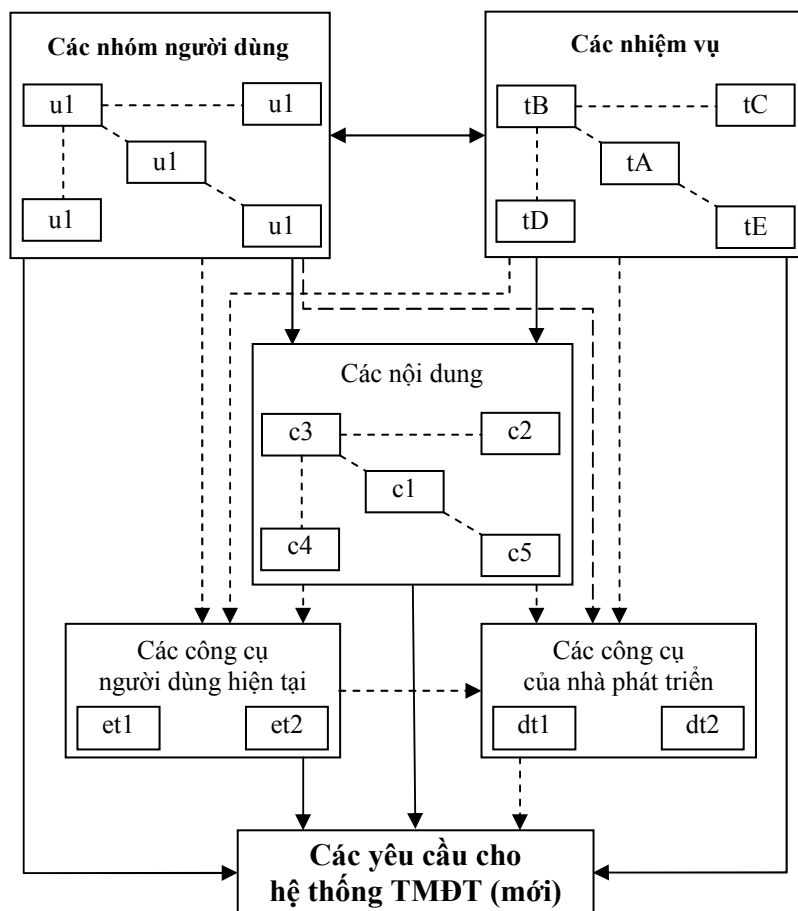 Các nhóm người dùng
u1
u1
u1
u1
u1
Các nhiệm vụ
tB
tC
tA
tD
tE
Các nội dung
c3
c2
c1
c4
c5
Các công cụ
người dùng hiện tại
et1
et2
Các công cụ
của nhà phát triển
dt1
dt2
Các yêu cầu cho
hệ thống TMĐT (mới)